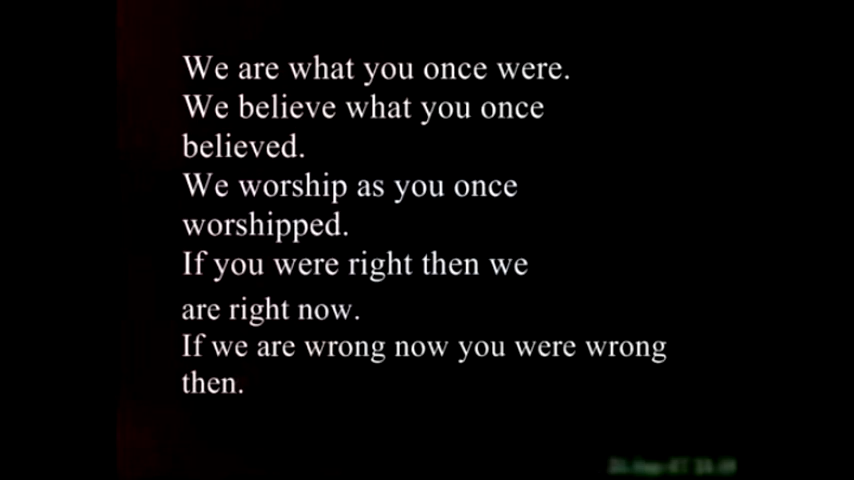 We are what you once were.
We believe what you once
believed.
We worship as you once
worshipped.
If you were right then we
are right now.
If we are wrong now you were wrong
then.